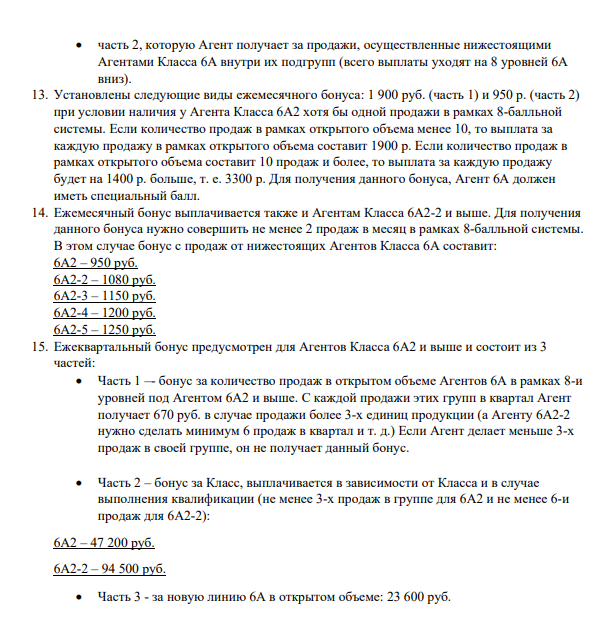 • часть 2, которую Агент получает за продажи, осуществленные нижестоящими
Агентами Класса 6А внутри их подгрупп (всего выплаты уходят на 8 уровней 6А
вниз).
13. Установлены следующие виды ежемесячного бонуса: 1 900 руб. (часть 1) и 950 р. (часть 2)
при условии наличия у Агента Класса 6А2 хотя бы одной продажи в рамках 8-балльной
системы. Если количество продаж в рамках открытого объема менее 10, то выплата за
каждую продажу в рамках открытого объема составит 1900 р. Если количество продаж в
рамках открытого объема составит 10 продаж и более, то выплата за каждую продажу
будет на 1400 р. больше, т. е. 3300 р. Для получения данного бонуса, Агент 6А должен
иметь специальный балл.
14. Ежемесячный бонус выплачивается также и Агентам Класса 6А2-2 и выше. Для получения
данного бонуса нужно совершить не менее 2 продаж в месяц в рамках 8-балльной системы.
В этом случае бонус с продаж от нижестоящих Агентов Класса 6А составит:
6А2 – 950 руб.
6А2-2 – 1080 руб.
6А2-3 – 1150 руб.
6А2-4 – 1200 руб.
6А2-5 – 1250 руб.
15. Ежеквартальный бонус предусмотрен для Агентов Класса 6А2 и выше и состоит из 3
частей:
• Часть 1 –- бонус за количество продаж в открытом объеме Агентов 6А в рамках 8-и
уровней под Агентом 6А2 и выше. С каждой продажи этих групп в квартал Агент
получает 670 руб. в случае продажи более 3-х единиц продукции (а Агенту 6А2-2
нужно сделать минимум 6 продаж в квартал и т. д.) Если Агент делает меньше 3-х
продаж в своей группе, он не получает данный бонус.
• Часть 2 – бонус за Класс, выплачивается в зависимости от Класса и в случае
выполнения квалификации (не менее 3-х продаж в группе для 6А2 и не менее 6-и
продаж для 6А2-2):
6А2 – 47 200 руб.
6А2-2 – 94 500 руб.
• Часть 3 - за новую линию 6А в открытом объеме: 23 600 руб.